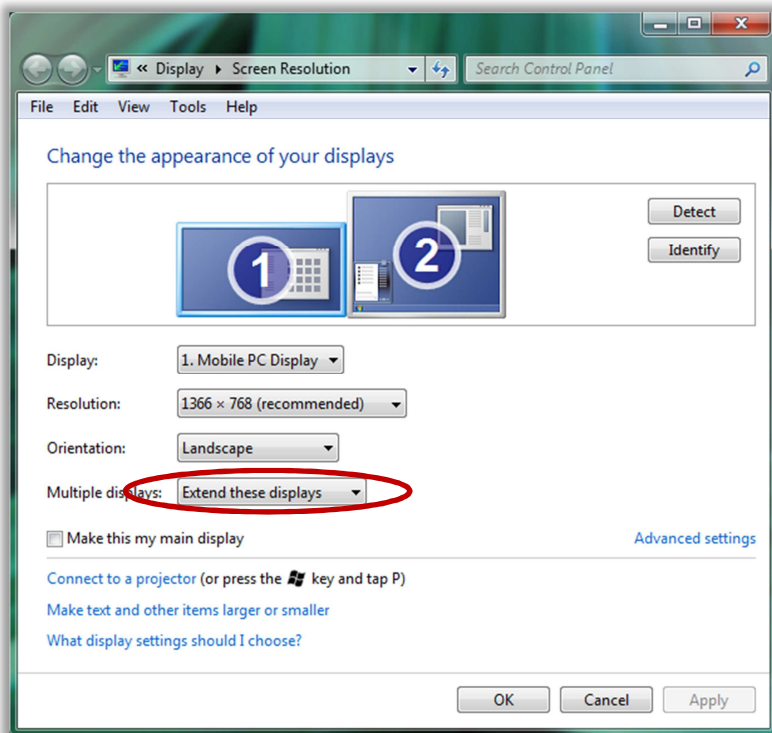 « Display ▸ Screen Resolution Search Control Panel
File Edit View Tools Help
Change the appearance of your displays
1 2
Detect
Identify
Display: 1. Mobile PC Display
Resolution: 1366 × 768 (recommended)
Orientation: Landscape
Multiple displays: Extend these displays
Make this my main display Advanced settings
Connect to a projector (or press the key and tap P)
Make text and other items larger or smaller
What display settings should I choose?
OK Cancel Apply